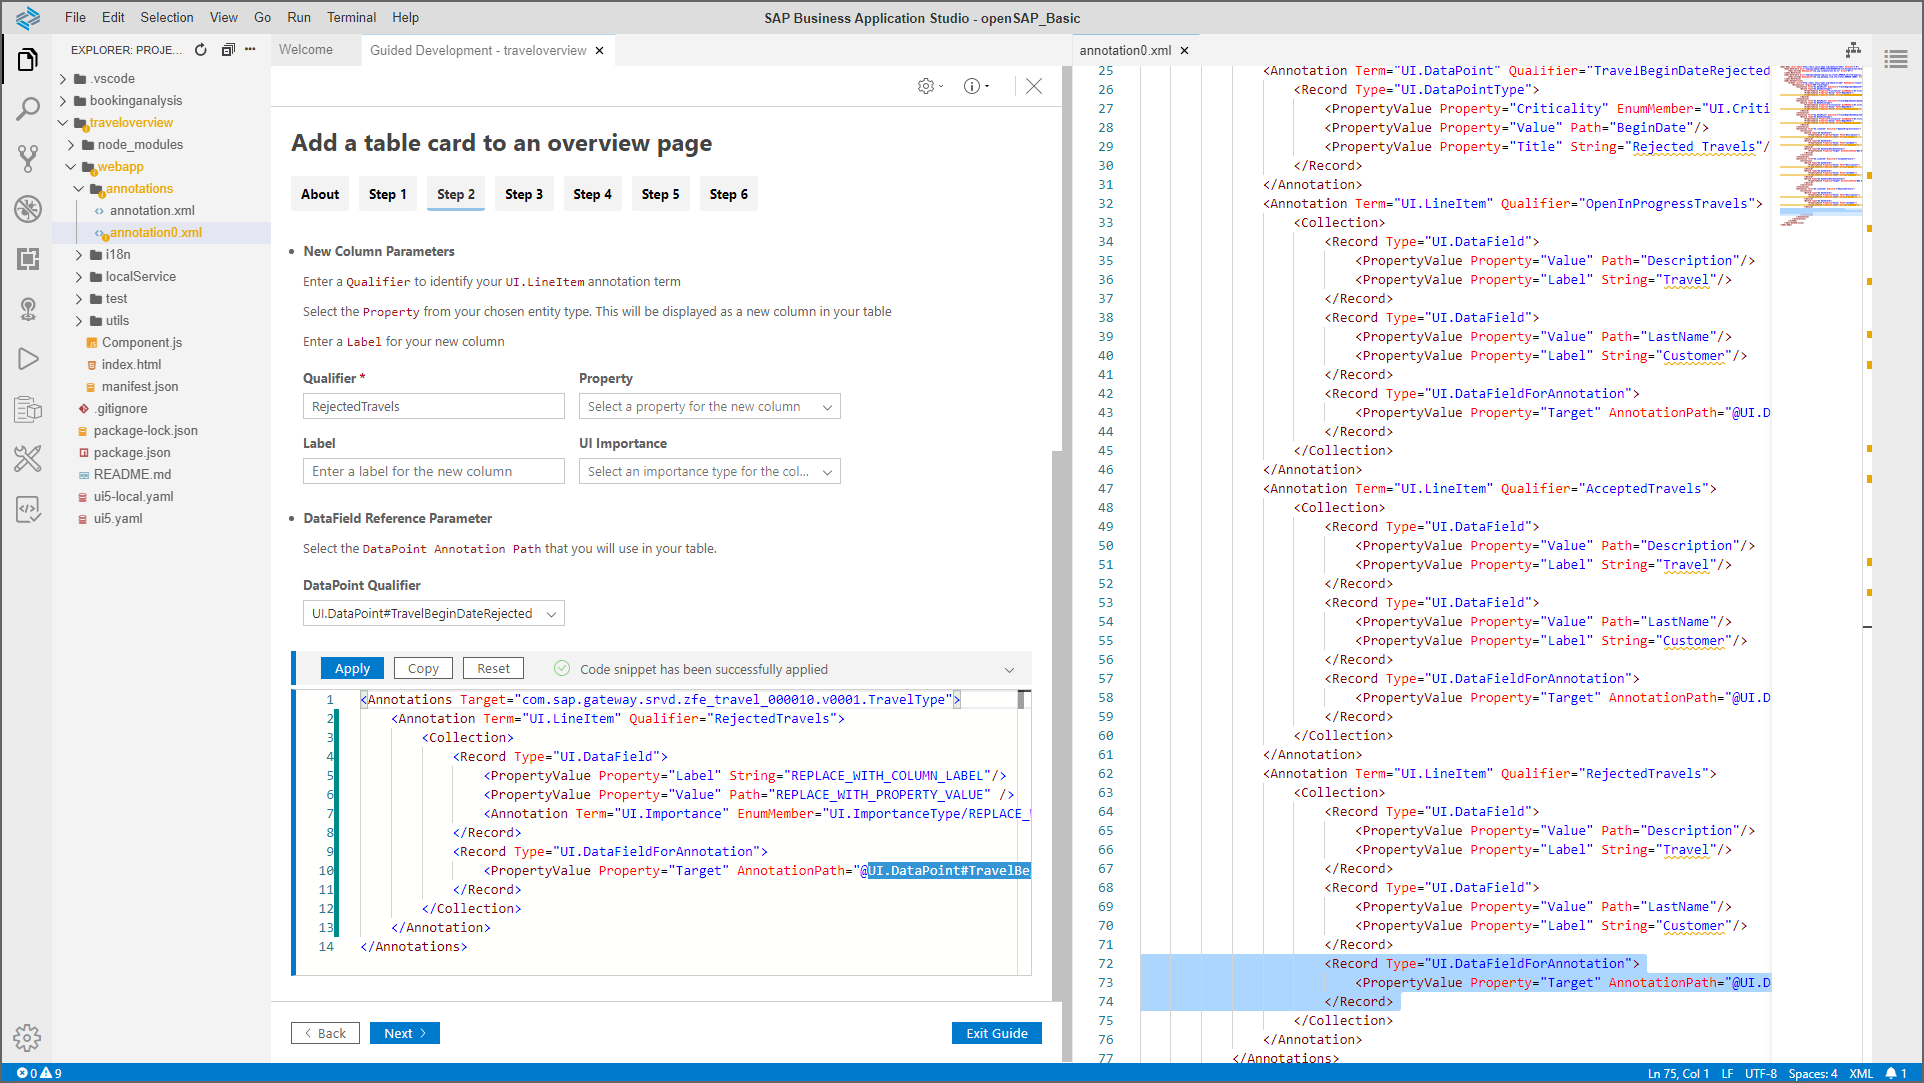 File Edit Selection View Go Run Terminal Help
SAP Business Application Studio - openSAP_Basic
EXPLORER: PROJE...
.vscode
bookinganalysis
traveloverview
node_modules
webapp
annotations
annotation.xml
annotation0.xml
i18n
localService
test
utils
Component.js
index.html
manifest.json
.gitignore
package-lock.json
package.json
README.md
ui5-local.yaml
ui5.yaml
Welcome
Guided Development - traveloverview
Add a table card to an overview page
About Step 1 Step 2 Step 3 Step 4 Step 5 Step 6
• New Column Parameters
Enter a Qualifier to identify your UI.LineItem annotation term
Select the Property from your chosen entity type. This will be displayed as a new column in your table
Enter a Label for your new column
Qualifier * Property
RejectedTravels Select a property for the new column
Label UI Importance
Enter a label for the new column Select an importance type for the col...
• DataField Reference Parameter
Select the DataPoint Annotation Path that you will use in your table.
DataPoint Qualifier
UI.DataPoint#TravelBeginDateRejected
Apply Copy Reset Code snippet has been successfully applied
1 <Annotations Target="com.sap.gateway.srvd.zfe_travel_000010.v0001.TravelType">
2 <Annotation Term="UI.LineItem" Qualifier="RejectedTravels">
3 <Collection>
4 <Record Type="UI.DataField">
5 <PropertyValue Property="Label" String="REPLACE_WITH_COLUMN_LABEL"/>
6 <PropertyValue Property="Value" Path="REPLACE_WITH_PROPERTY_VALUE" />
7 <Annotation Term="UI.Importance" EnumMember="UI.ImportanceType/REPLACE_
8 </Record>
9 <Record Type="UI.DataFieldForAnnotation">
10 <PropertyValue Property="Target" AnnotationPath="@UI.DataPoint#TravelBe
11 </Record>
12 </Collection>
13 </Annotation>
14 </Annotations>
Back Next Exit Guide
annotation0.xml
25 <Annotation Term="UI.DataPoint" Qualifier="TravelBeginDateRejected
26 <Record Type="UI.DataPointType">
27 <PropertyValue Property="Criticality" EnumMember="UI.Criti
28 <PropertyValue Property="Value" Path="BeginDate"/>
29 <PropertyValue Property="Title" String="Rejected Travels"/
30 </Record>
31 </Annotation>
32 <Annotation Term="UI.LineItem" Qualifier="OpenInProgressTravels">
33 <Collection>
34 <Record Type="UI.DataField">
35 <PropertyValue Property="Value" Path="Description"/>
36 <PropertyValue Property="Label" String="Travel"/>
37 </Record>
38 <Record Type="UI.DataField">
39 <PropertyValue Property="Value" Path="LastName"/>
40 <PropertyValue Property="Label" String="Customer"/>
41 </Record>
42 <Record Type="UI.DataFieldForAnnotation">
43 <PropertyValue Property="Target" AnnotationPath="@UI.D
44 </Record>
45 </Collection>
46 </Annotation>
47 <Annotation Term="UI.LineItem" Qualifier="AcceptedTravels">
48 <Collection>
49 <Record Type="UI.DataField">
50 <PropertyValue Property="Value" Path="Description"/>
51 <PropertyValue Property="Label" String="Travel"/>
52 </Record>
53 <Record Type="UI.DataField">
54 <PropertyValue Property="Value" Path="LastName"/>
55 <PropertyValue Property="Label" String="Customer"/>
56 </Record>
57 <Record Type="UI.DataFieldForAnnotation">
58 <PropertyValue Property="Target" AnnotationPath="@UI.D
59 </Record>
60 </Collection>
61 </Annotation>
62 <Annotation Term="UI.LineItem" Qualifier="RejectedTravels">
63 <Collection>
64 <Record Type="UI.DataField">
65 <PropertyValue Property="Value" Path="Description"/>
66 <PropertyValue Property="Label" String="Travel"/>
67 </Record>
68 <Record Type="UI.DataField">
69 <PropertyValue Property="Value" Path="LastName"/>
70 <PropertyValue Property="Label" String="Customer"/>
71 </Record>
72 <Record Type="UI.DataFieldForAnnotation">
73 <PropertyValue Property="Target" AnnotationPath="@UI.D
74 </Record>
75 </Collection>
76 </Annotation>
77 </Annotations>
0 9 Ln 75, Col 1 LF UTF-8 Spaces: 4 XML 1